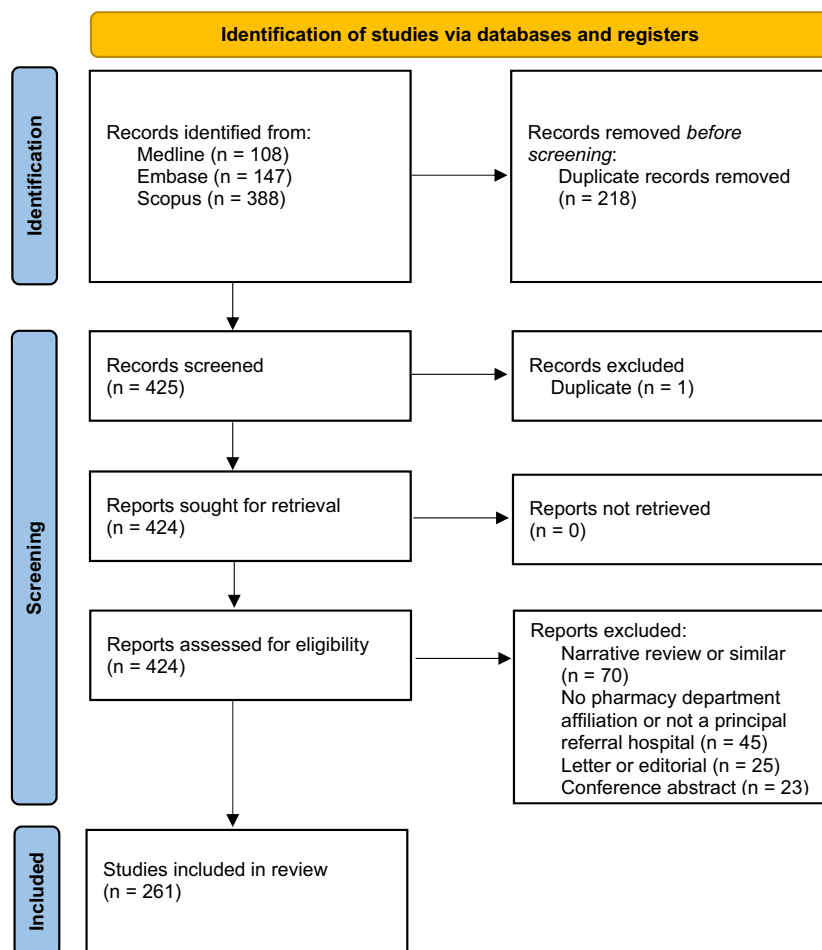 Identification of studies via databases and registers
Identification
Records identified from:
Medline (n = 108)
Embase (n = 147)
Scopus (n = 388)
Records removed before
screening:
Duplicate records removed
(n = 218)
Screening
Records screened
(n = 425)
Records excluded
Duplicate (n = 1)
Reports sought for retrieval
(n = 424)
Reports not retrieved
(n = 0)
Reports assessed for eligibility
(n = 424)
Reports excluded:
Narrative review or similar
(n = 70)
No pharmacy department
affiliation or not a principal
referral hospital (n = 45)
Letter or editorial (n = 25)
Conference abstract (n = 23)
Included
Studies included in review
(n = 261)